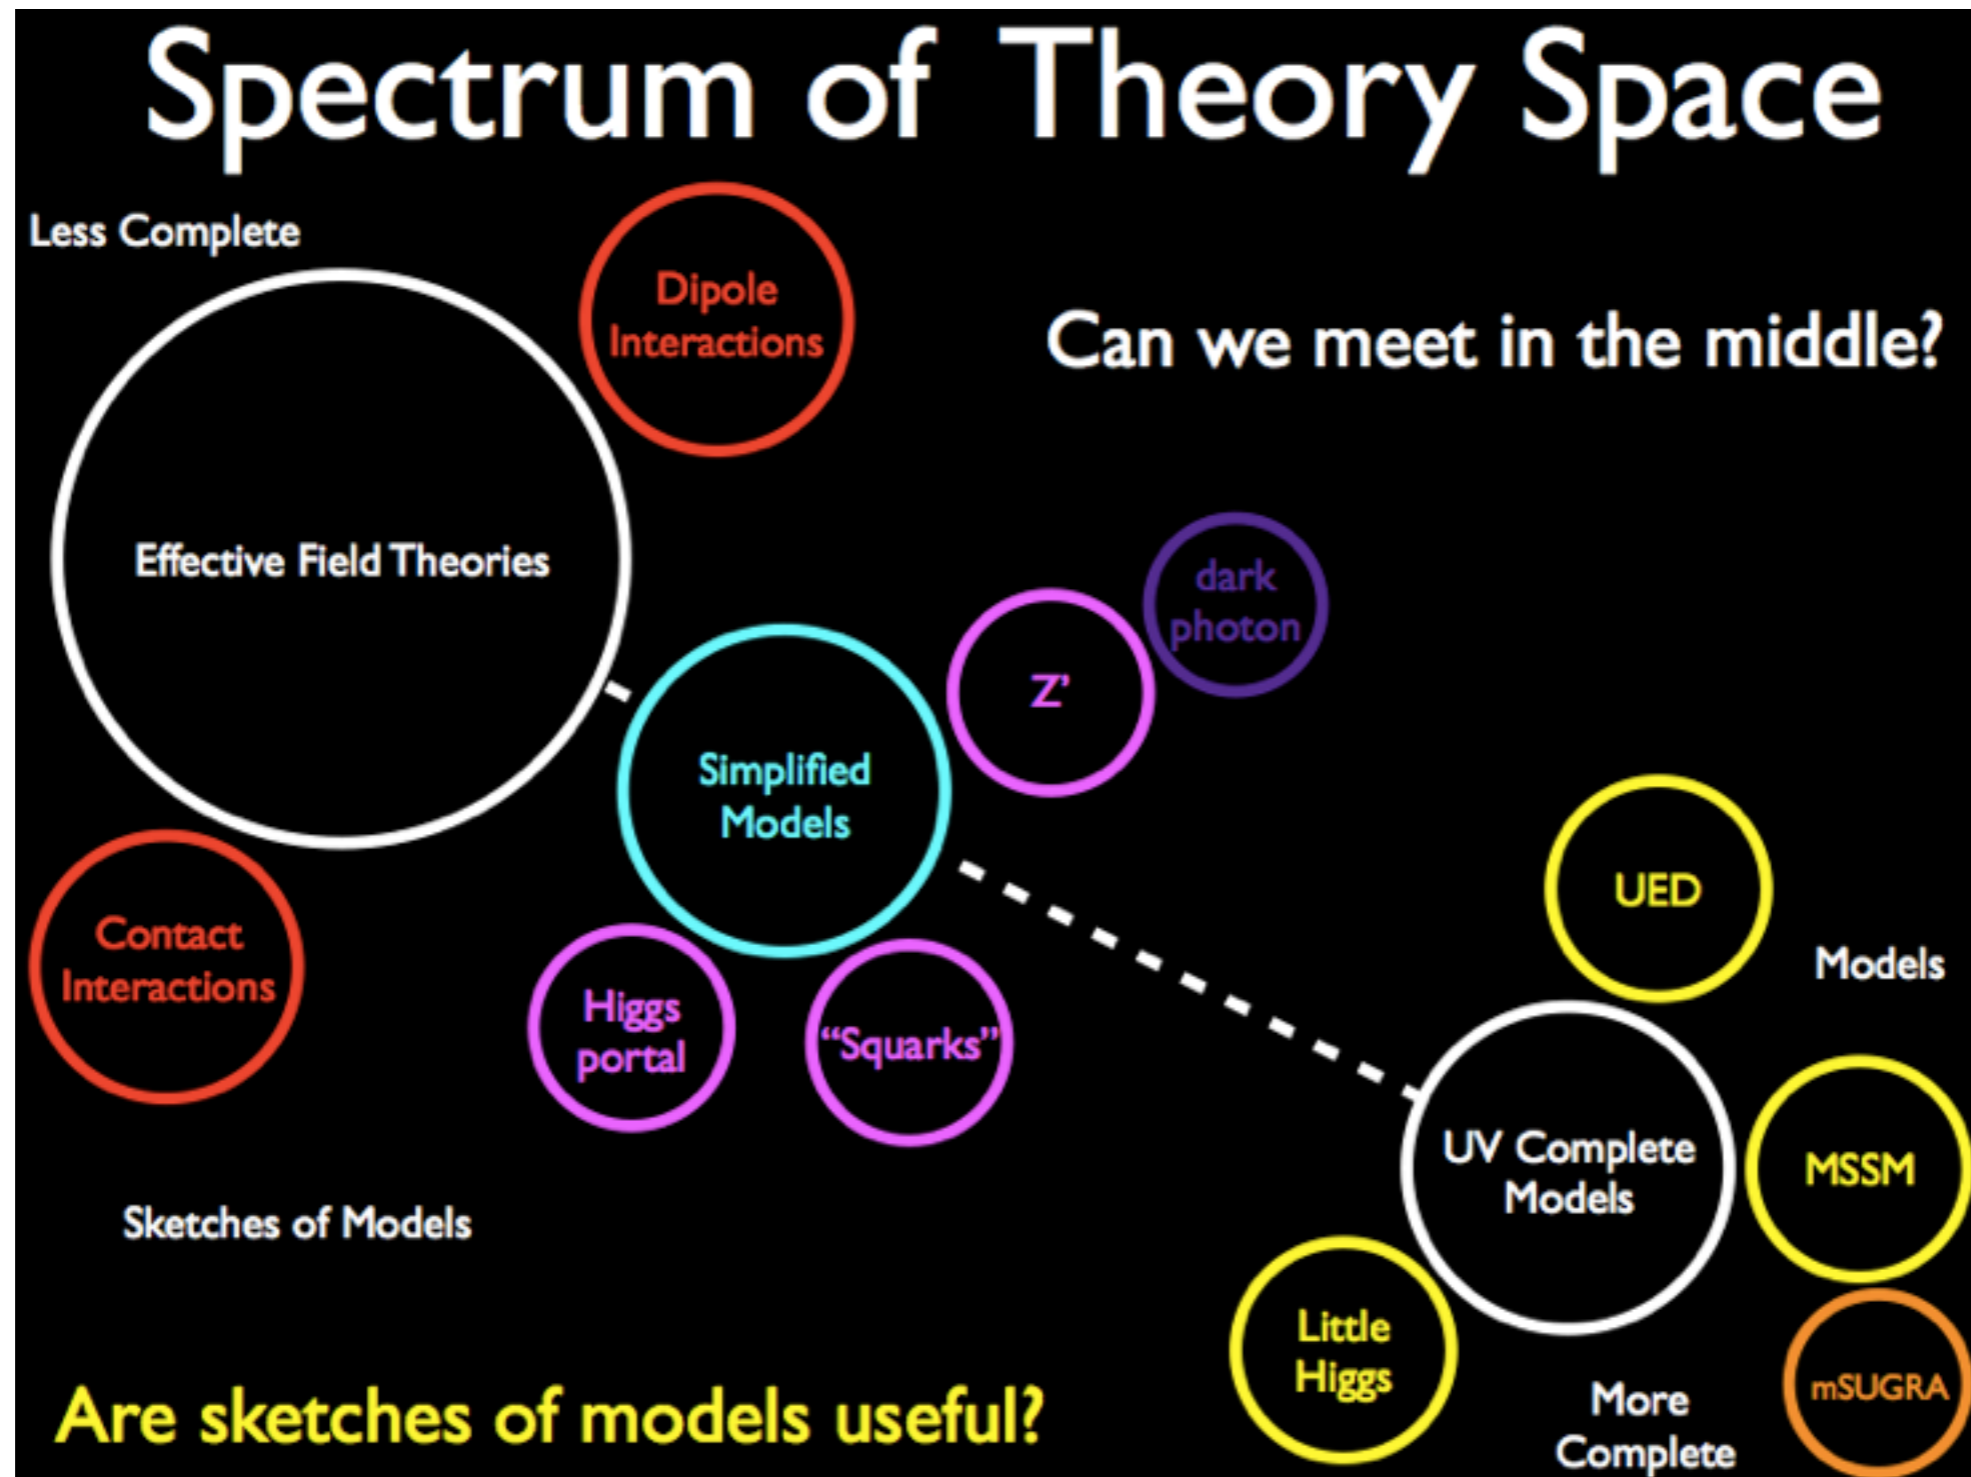 Spectrum of Theory Space
Less Complete
Dipole
Interactions
Can we meet in the middle?
Effective Field Theories
dark
photon
Z’
Simplified
Models
UED
Contact
Interactions
Models
Higgs
portal
“Squarks”
UV Complete
Models
MSSM
Sketches of Models
Little
Higgs
mSUGRA
More
Complete
Are sketches of models useful?